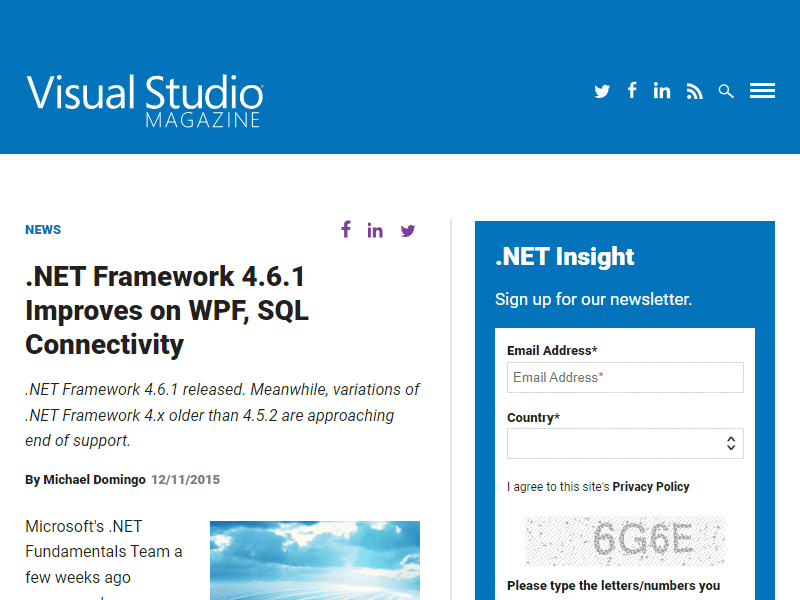 Visual Studio
MAGAZINE
NEWS
.NET Framework 4.6.1
Improves on WPF, SQL
Connectivity
.NET Framework 4.6.1 released. Meanwhile, variations of
.NET Framework 4.x older than 4.5.2 are approaching
end of support.
By Michael Domingo 12/11/2015
Microsoft's .NET
Fundamentals Team a
few weeks ago
.NET Insight
Sign up for our newsletter.
Email Address*
Email Address*
Country*
I agree to this site's Privacy Policy
6G6E
Please type the letters/numbers you